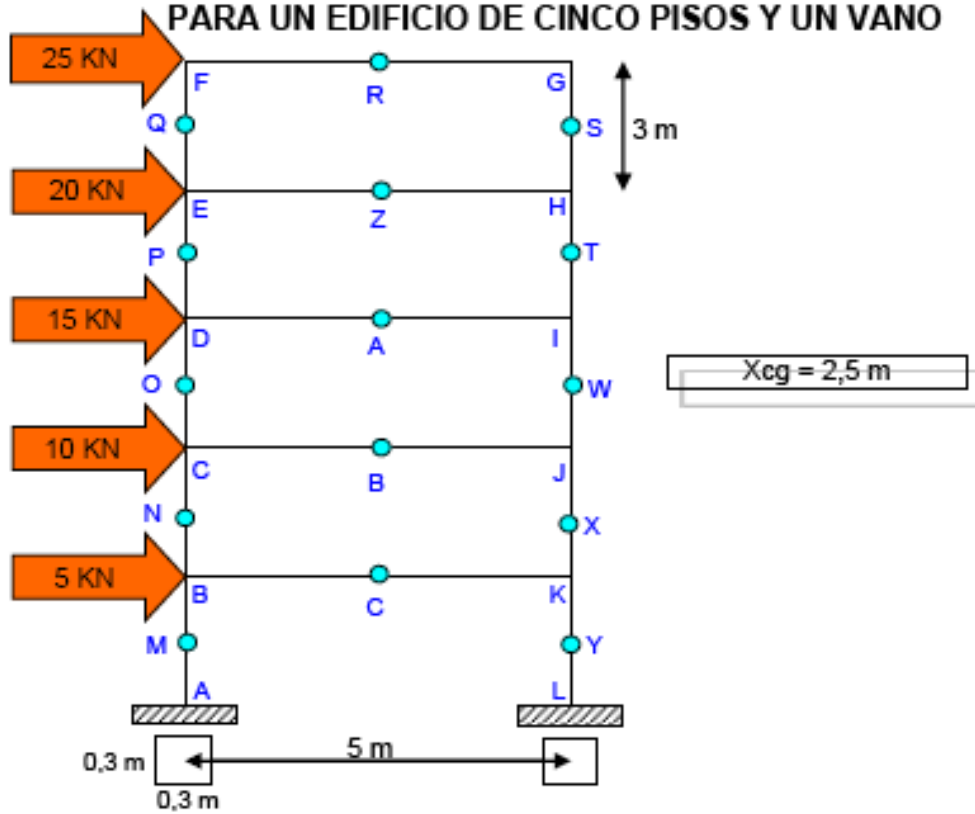 PARA UN EDIFICIO DE CINCO PISOS Y UN VANO
25 KN
F
R
G
Q
S
3 m
20 KN
E
Z
H
P
T
15 KN
D
A
I
O
W
Xcg = 2,5 m
10 KN
C
B
J
N
X
5 KN
B
C
K
M
Y
A
L
0,3 m
5 m
0,3 m